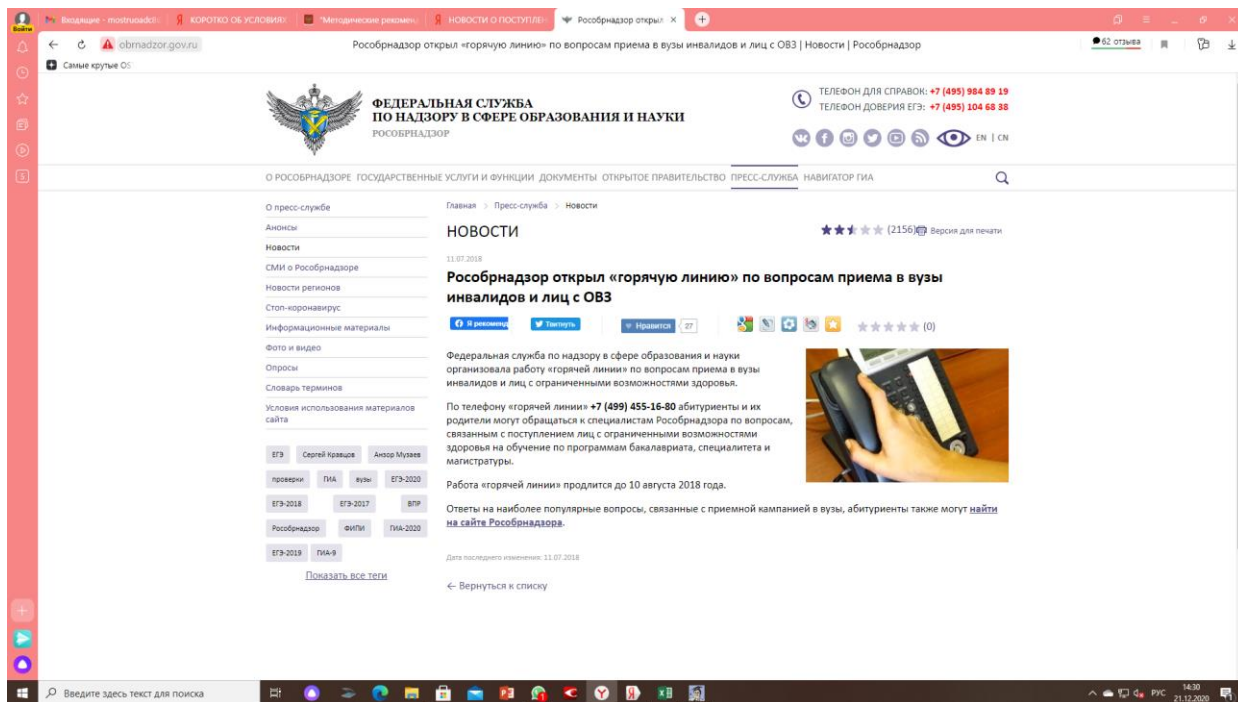 Входящие - mostruoadcli
КОРОТКО ОБ УСЛОВИЯХ
"Методические рекоменд
НОВОСТИ О ПОСТУПЛЕН
Рособрнадзор открыл
Войти
obrnadzor.gov.ru
Рособрнадзор открыл «горячую линию» по вопросам приема в вузы инвалидов и лиц с ОВЗ | Новости | Рособрнадзор
62 отзыва
Самые крутые OS
ФЕДЕРАЛЬНАЯ СЛУЖБА
ПО НАДЗОРУ В СФЕРЕ ОБРАЗОВАНИЯ И НАУКИ
РОСОБРНАДЗОР
ТЕЛЕФОН ДЛЯ СПРАВОК: +7 (495) 984 89 19
ТЕЛЕФОН ДОВЕРИЯ ЕГЭ: +7 (495) 104 68 38
EN | CN
О РОСОБРНАДЗОРЕ ГОСУДАРСТВЕННЫЕ УСЛУГИ И ФУНКЦИИ ДОКУМЕНТЫ ОТКРЫТОЕ ПРАВИТЕЛЬСТВО ПРЕСС-СЛУЖБА НАВИГАТОР ГИА
О пресс-службе
Анонсы
Новости
СМИ о Рособрнадзоре
Новости регионов
Стоп-коронавирус
Информационные материалы
Фото и видео
Опросы
Словарь терминов
Условия использования материалов
сайта
ЕГЭ Сергей Кравцов Анзор Музаев
проверки ГИА вузы ЕГЭ-2020
ЕГЭ-2018 ЕГЭ-2017 ВПР
Рособрнадзор ФИПИ ГИА-2020
ЕГЭ-2019 ГИА-9
Показать все теги
Главная > Пресс-служба > Новости
НОВОСТИ
(2156) Версия для печати
11.07.2018
Рособрнадзор открыл «горячую линию» по вопросам приема в вузы
инвалидов и лиц с ОВЗ
Я рекоменд
Твитнуть
Нравится 27
(0)
Федеральная служба по надзору в сфере образования и науки
организовала работу «горячей линии» по вопросам приема в вузы
инвалидов и лиц с ограниченными возможностями здоровья.
По телефону «горячей линии» +7 (499) 455-16-80 абитуриенты и их
родители могут обращаться к специалистам Рособрнадзора по вопросам,
связанным с поступлением лиц с ограниченными возможностями
здоровья на обучение по программам бакалавриата, специалитета и
магистратуры.
Работа «горячей линии» продлится до 10 августа 2018 года.
Ответы на наиболее популярные вопросы, связанные с приемной кампанией в вузы, абитуриенты также могут найти
на сайте Рособрнадзора.
Дата последнего изменения: 11.07.2018
← Вернуться к списку
Введите здесь текст для поиска
РУС
14:30
21.12.2020